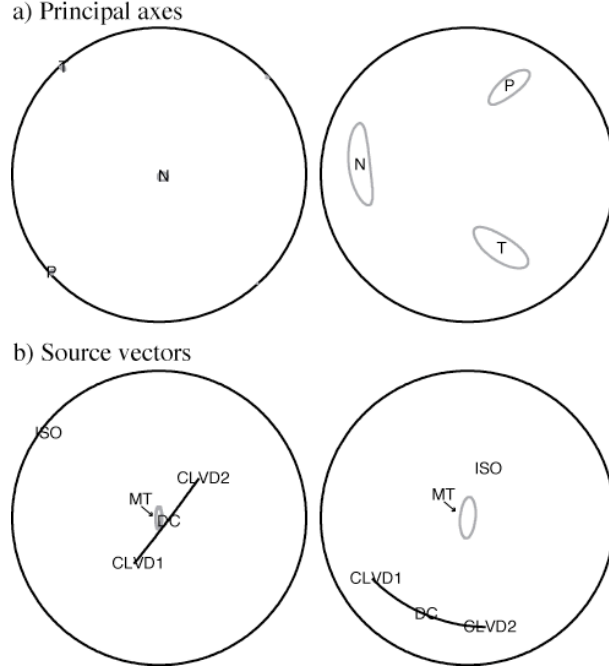 a) Principal axes
T
P
N
N
P
T
b) Source vectors
ISO
CLVD2
MT
DC
CLVD1
ISO
MT
CLVD1
DC
CLVD2